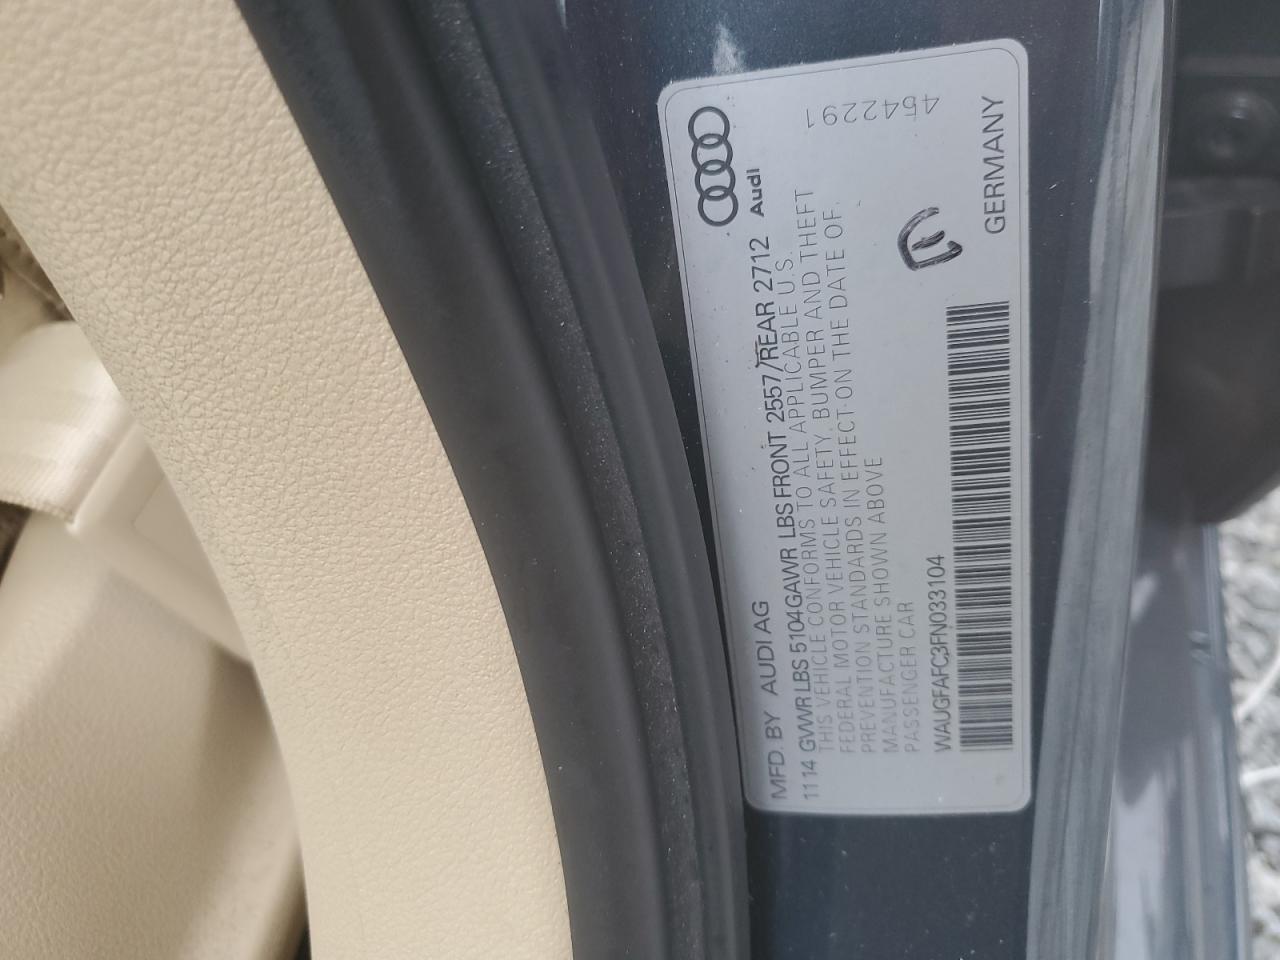 Audi
MFD. BY AUDI AG
11 14 GVWR LBS 5104 GAWR LBS FRONT 2557/REAR 2712
THIS VEHICLE CONFORMS TO ALL APPLICABLE U.S.
FEDERAL MOTOR VEHICLE SAFETY, BUMPER AND THEFT
PREVENTION STANDARDS IN EFFECT ON THE DATE OF
MANUFACTURE SHOWN ABOVE
PASSENGER CAR
WAUGFAFC3FN033104
GERMANY
4542291